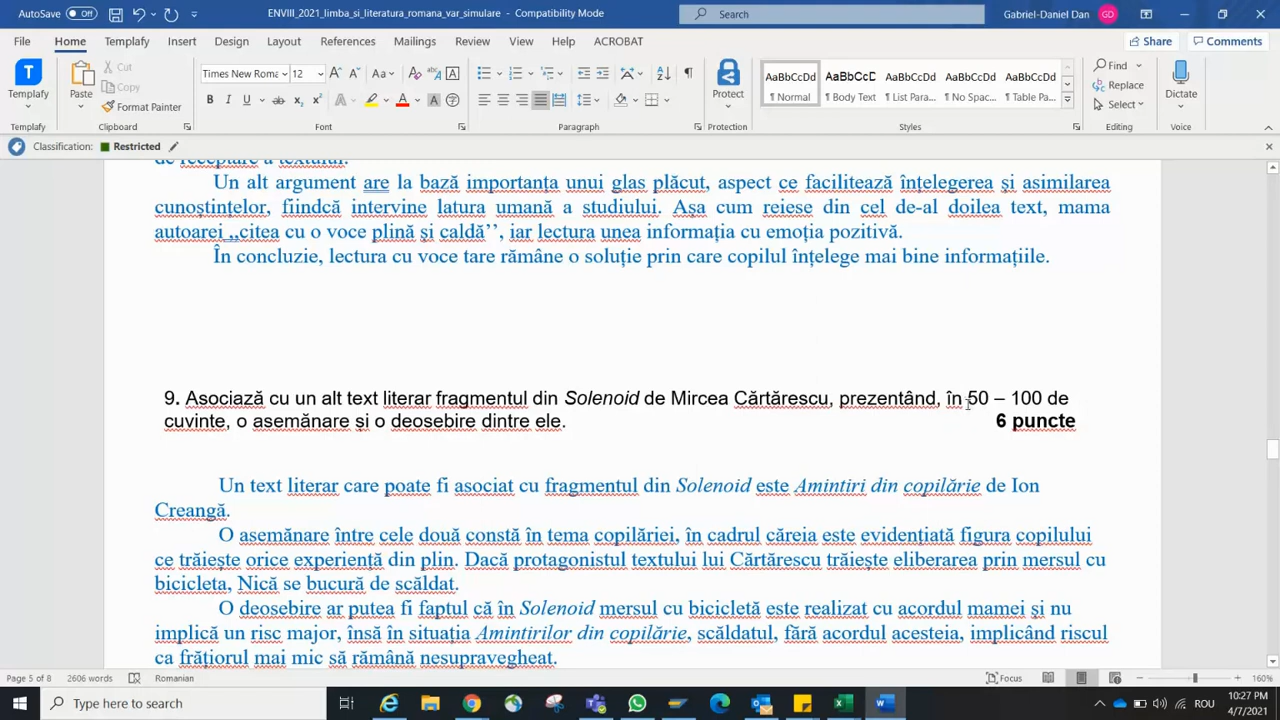 AutoSave Off
ENVIII_2021_limba_si_literatura_romana_var_simulare - Compatibility Mode
Search
Gabriel-Daniel Dan
GD
File Home Templafy Insert Design Layout References Mailings Review View Help ACROBAT
Share Comments
Templafy
Paste
Cut
Copy
Format Painter
Times New Roma 12
AaBbCcDd AaBbCcDc AaBbCcDd AaBbCcDd AaBbCcDd
¶ Normal ¶ Body Text ¶ List Para... ¶ No Spac... ¶ Table Pa...
Protect
Find
Replace
Select
Dictate
Templafy Clipboard Font Paragraph Protection Styles Editing Voice
Classification: Restricted
de receptare a textului.
Un alt argument are la bază importanța unui glas plăcut, aspect ce facilitează înțelegerea și asimilarea
cunoștințelor, fiindcă intervine latura umană a studiului. Așa cum reiese din cel de-al doilea text, mama
autoarei ,,citea cu o voce plină și caldă’’, iar lectura unea informația cu emoția pozitivă.
În concluzie, lectura cu voce tare rămâne o soluție prin care copilul înțelege mai bine informațiile.
9. Asociază cu un alt text literar fragmentul din Solenoid de Mircea Cărtărescu, prezentând, în 50 – 100 de
cuvinte, o asemănare și o deosebire dintre ele. 6 puncte
Un text literar care poate fi asociat cu fragmentul din Solenoid este Amintiri din copilărie de Ion
Creangă.
O asemănare între cele două constă în tema copilăriei, în cadrul căreia este evidențiată figura copilului
ce trăiește orice experiență din plin. Dacă protagonistul textului lui Cărtărescu trăiește eliberarea prin mersul cu
bicicleta, Nică se bucură de scăldat.
O deosebire ar putea fi faptul că în Solenoid mersul cu bicicletă este realizat cu acordul mamei și nu
implică un risc major, însă în situația Amintirilor din copilărie, scăldatul, fără acordul acesteia, implicând riscul
ca frățiorul mai mic să rămână nesupravegheat.
Page 5 of 8 2606 words Romanian
Focus
160%
Type here to search
ROU
10:27 PM
4/7/2021